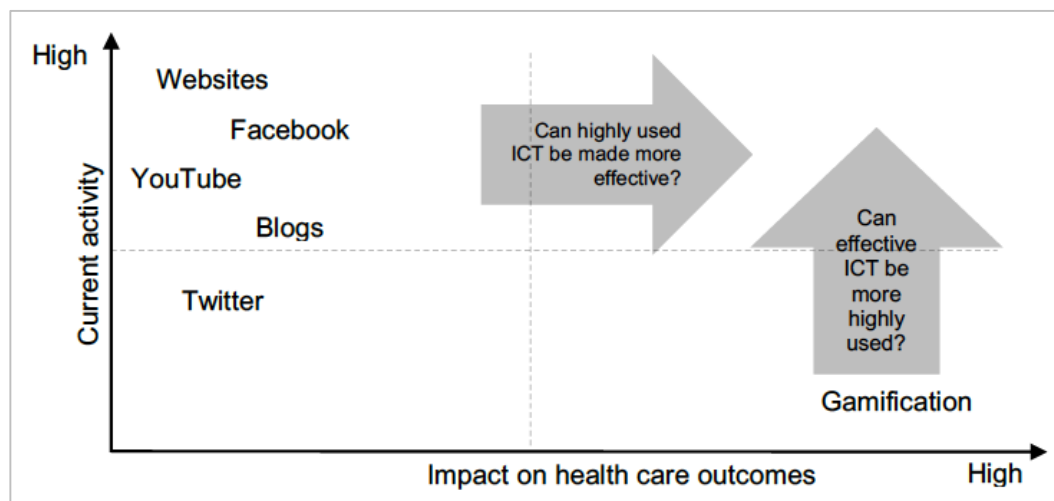 High
Websites
Facebook
YouTube
Blogs
Twitter
Current activity
Can highly used
ICT be made more
effective?
Can
effective
ICT be
more
highly
used?
Gamification
Impact on health care outcomes
High